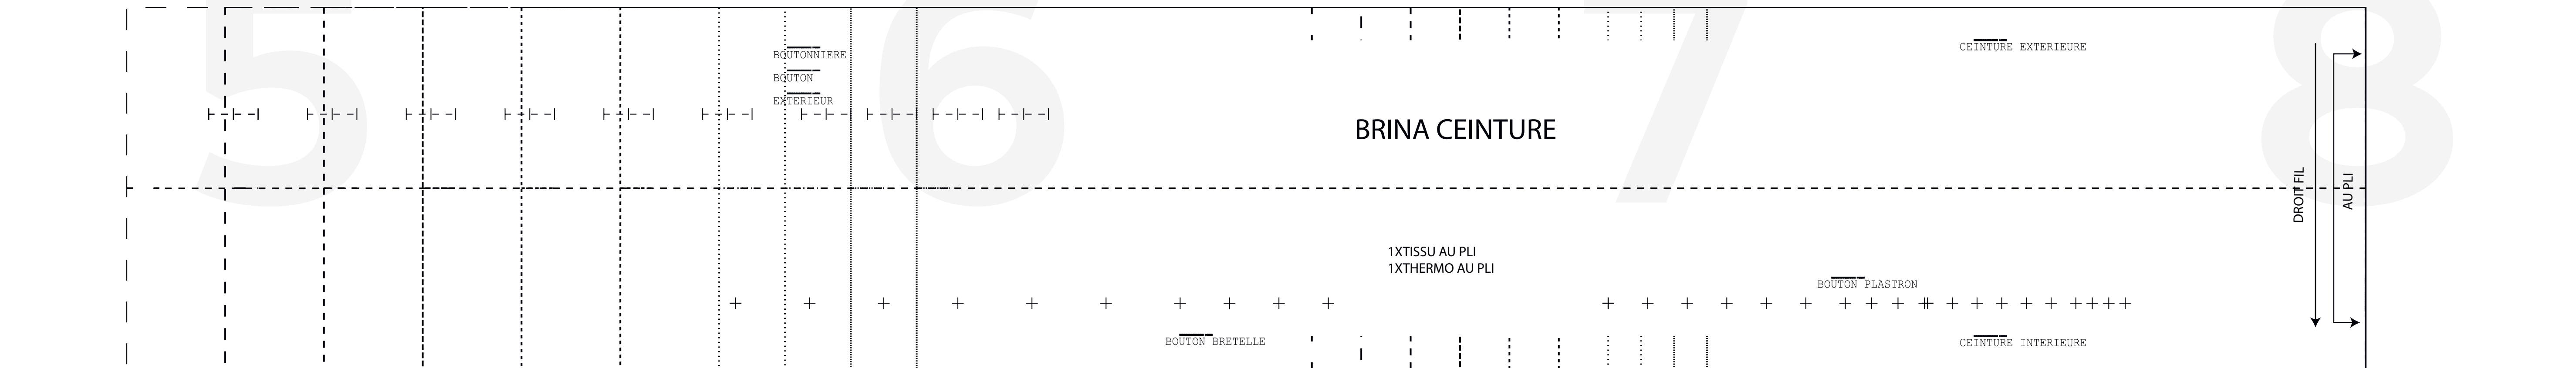 5
6
7
8
BOUTONNIERE
BOUTON
EXTERIEUR
CEINTURE EXTERIEURE
BRINA CEINTURE
DROIT FIL
AU PLI
1XTISSU AU PLI
1XTHERMO AU PLI
BOUTON PLASTRON
BOUTON BRETELLE
CEINTURE INTERIEURE